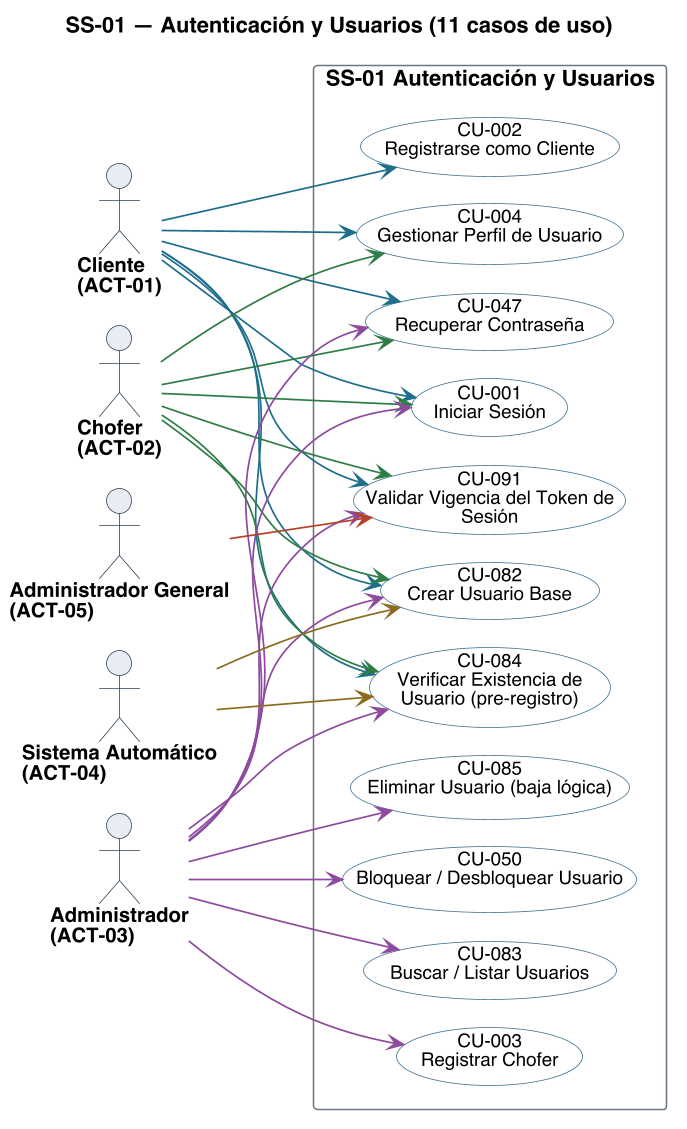 SS-01 — Autenticación y Usuarios (11 casos de uso)
SS-01 Autenticación y Usuarios
CU-002
Registrarse como Cliente
CU-004
Gestionar Perfil de Usuario
Cliente
(ACT-01)
CU-047
Recuperar Contraseña
CU-001
Iniciar Sesión
Chofer
(ACT-02)
CU-091
Validar Vigencia del Token de
Sesión
CU-082
Crear Usuario Base
Administrador General
(ACT-05)
CU-084
Verificar Existencia de
Usuario (pre-registro)
Sistema Automático
(ACT-04)
CU-085
Eliminar Usuario (baja lógica)
CU-050
Bloquear / Desbloquear Usuario
Administrador
(ACT-03)
CU-083
Buscar / Listar Usuarios
CU-003
Registrar Chofer